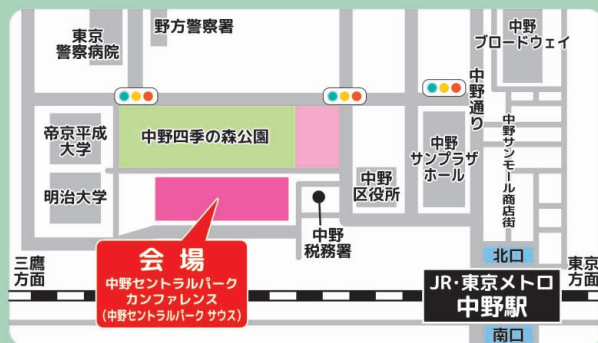 東京
警察病院
野方警察署
中野
ブロードウェイ
中野通り
帝京平成
大学
中野四季の森公園
中野
サンプラザ
ホール
中野サンモール商店街
明治大学
中野
区役所
中野
税務署
会場
中野セントラルパーク
カンファレンス
(中野セントラルパーク サウス)
三鷹
方面
北口
JR・東京メトロ
中野駅
東京
方面
南口